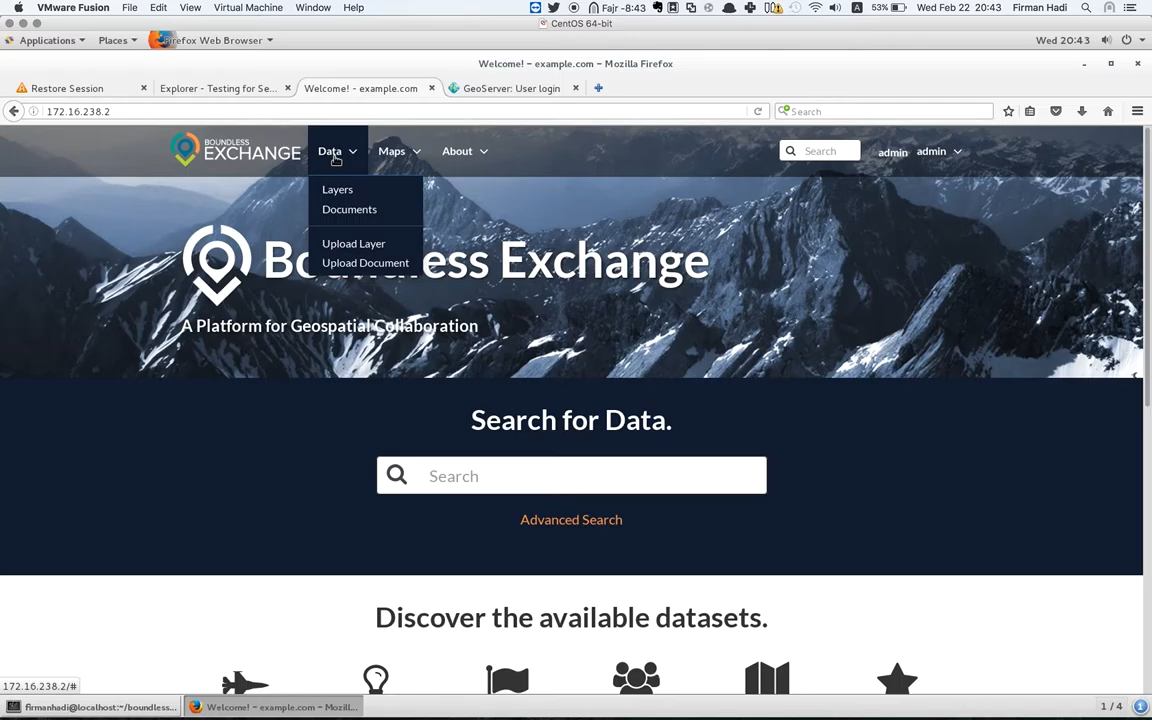 VMware Fusion File Edit View Virtual Machine Window Help Fajr -8:43 A 53% Wed Feb 22 20:43 Firman Hadi
CentOS 64-bit
Applications Places Firefox Web Browser Wed 20:43
Welcome! - example.com - Mozilla Firefox
Restore Session Explorer - Testing for Se... Welcome! - example.com GeoServer: User login
172.16.238.2 Search
BOUNDLESS
EXCHANGE
Data Maps About Search admin admin
Layers
Documents
Upload Layer
Upload Document
Boundless Exchange
A Platform for Geospatial Collaboration
Search for Data.
Search
Advanced Search
Discover the available datasets.
172.16.238.2/#
firmanhadi@localhost:~/boundless... Welcome! - example.com - Mozill... 1 / 4